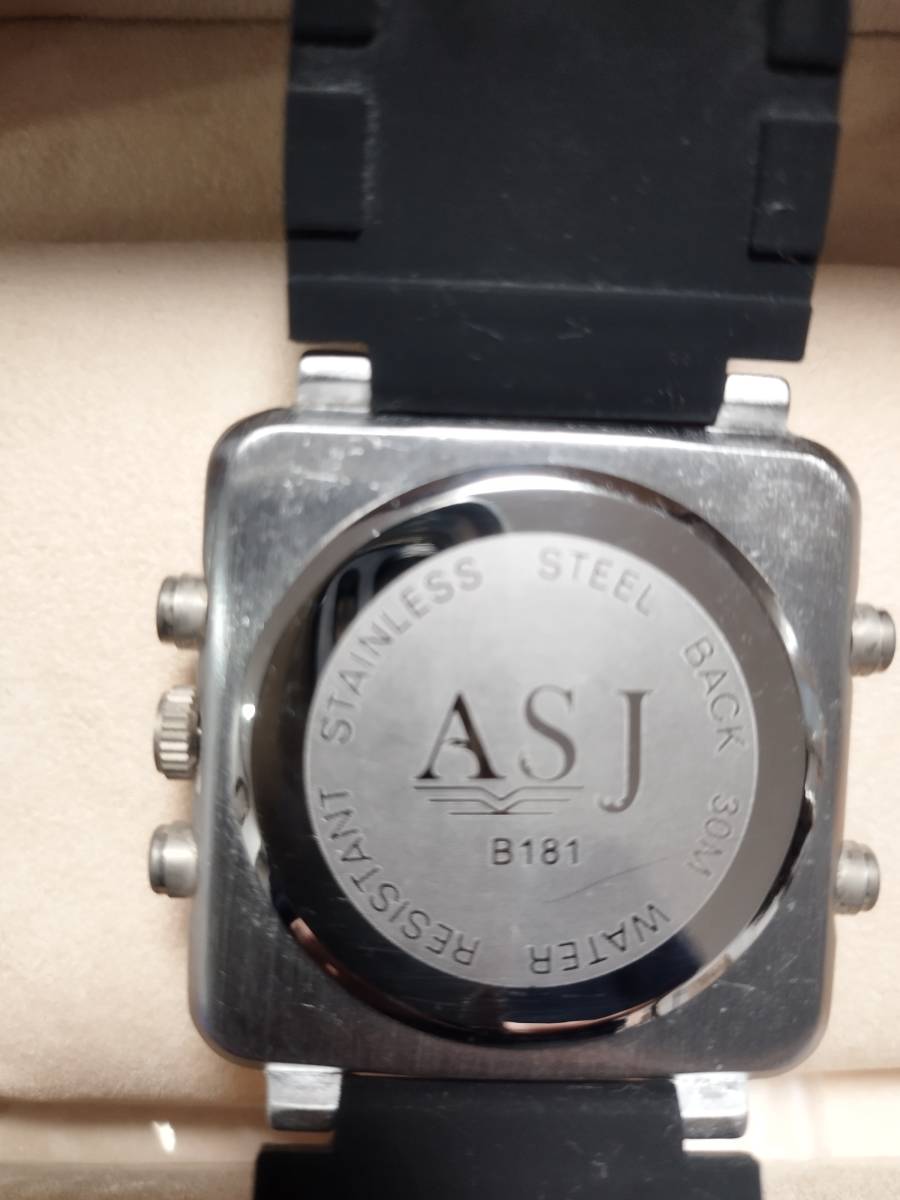 STAINLESS STEEL BACK 30M WATER RESISTANT
ASJ
B181